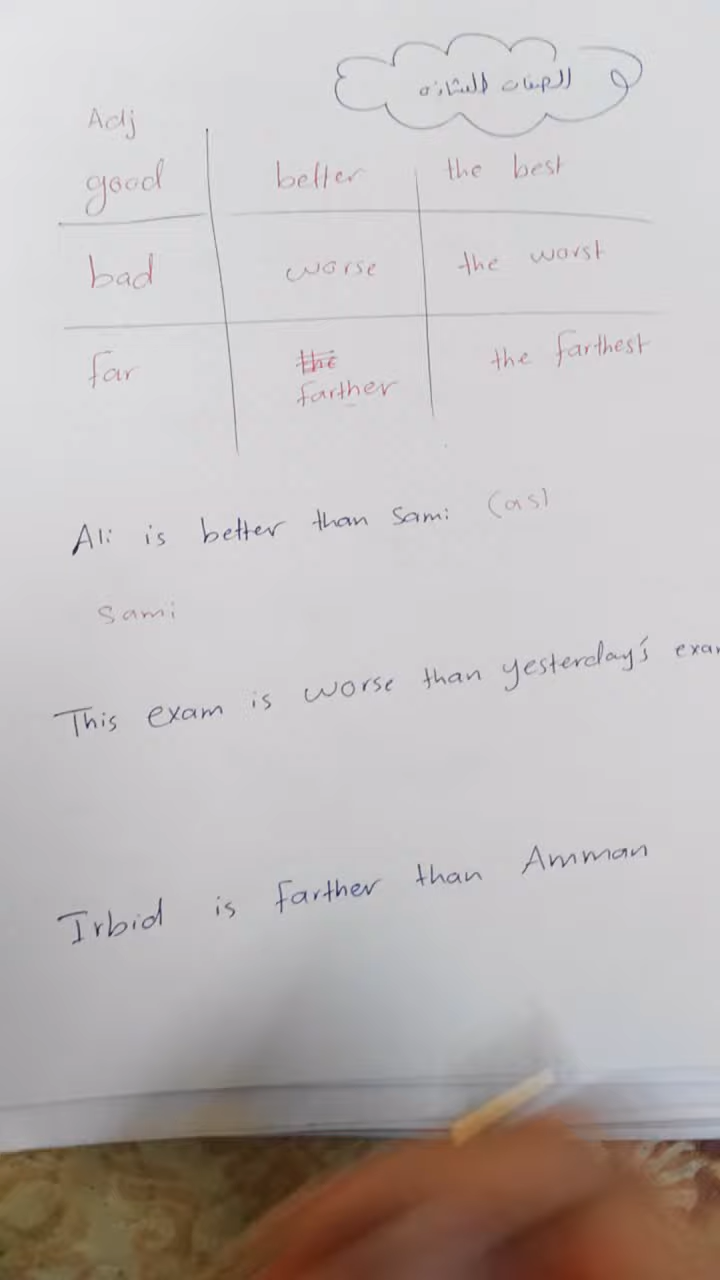 الصفات الشاذة
Adj
good better the best
bad worse the worst
far the farther the farthest
Ali is better than Sami (as)
Sami
This exam is worse than yesterday's exam
Irbid is farther than Amman